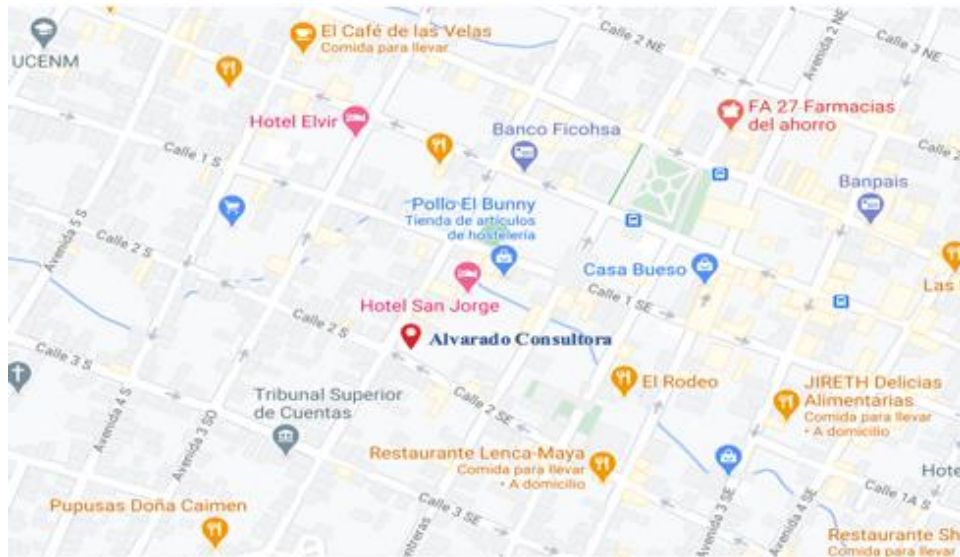 UCENM
El Café de las Velas
Comida para llevar
Calle 2 NE
Avenida 2 NE
Calle 3 NE
Hotel Elvir
Banco Ficohsa
FA 27 Farmacias
del ahorro
Calle 1 S
Calle 2
Banpais
Pollo El Bunny
Tienda de artículos
de hostelería
Avenida 5 S
Calle 2 S
Casa Bueso
Las
Hotel San Jorge
Calle 1 SE
Calle 2 S
Alvarado Consultora
Calle 3 S
El Rodeo
JIRETH Delicias
Alimentarias
Comida para llevar
• A domicilio
Tribunal Superior
de Cuentas
Avenida 4 S
Avenida 3 SO
Calle 2 SE
Restaurante Lenca-Maya
Comida para llevar
• A domicilio
Hote
Pupusas Doña Caimen
Calle 3 SE
contreras
Avenida 3 SE
Avenida 4 SE
Calle 1A S
Restaurante Sh
Comida para llevar